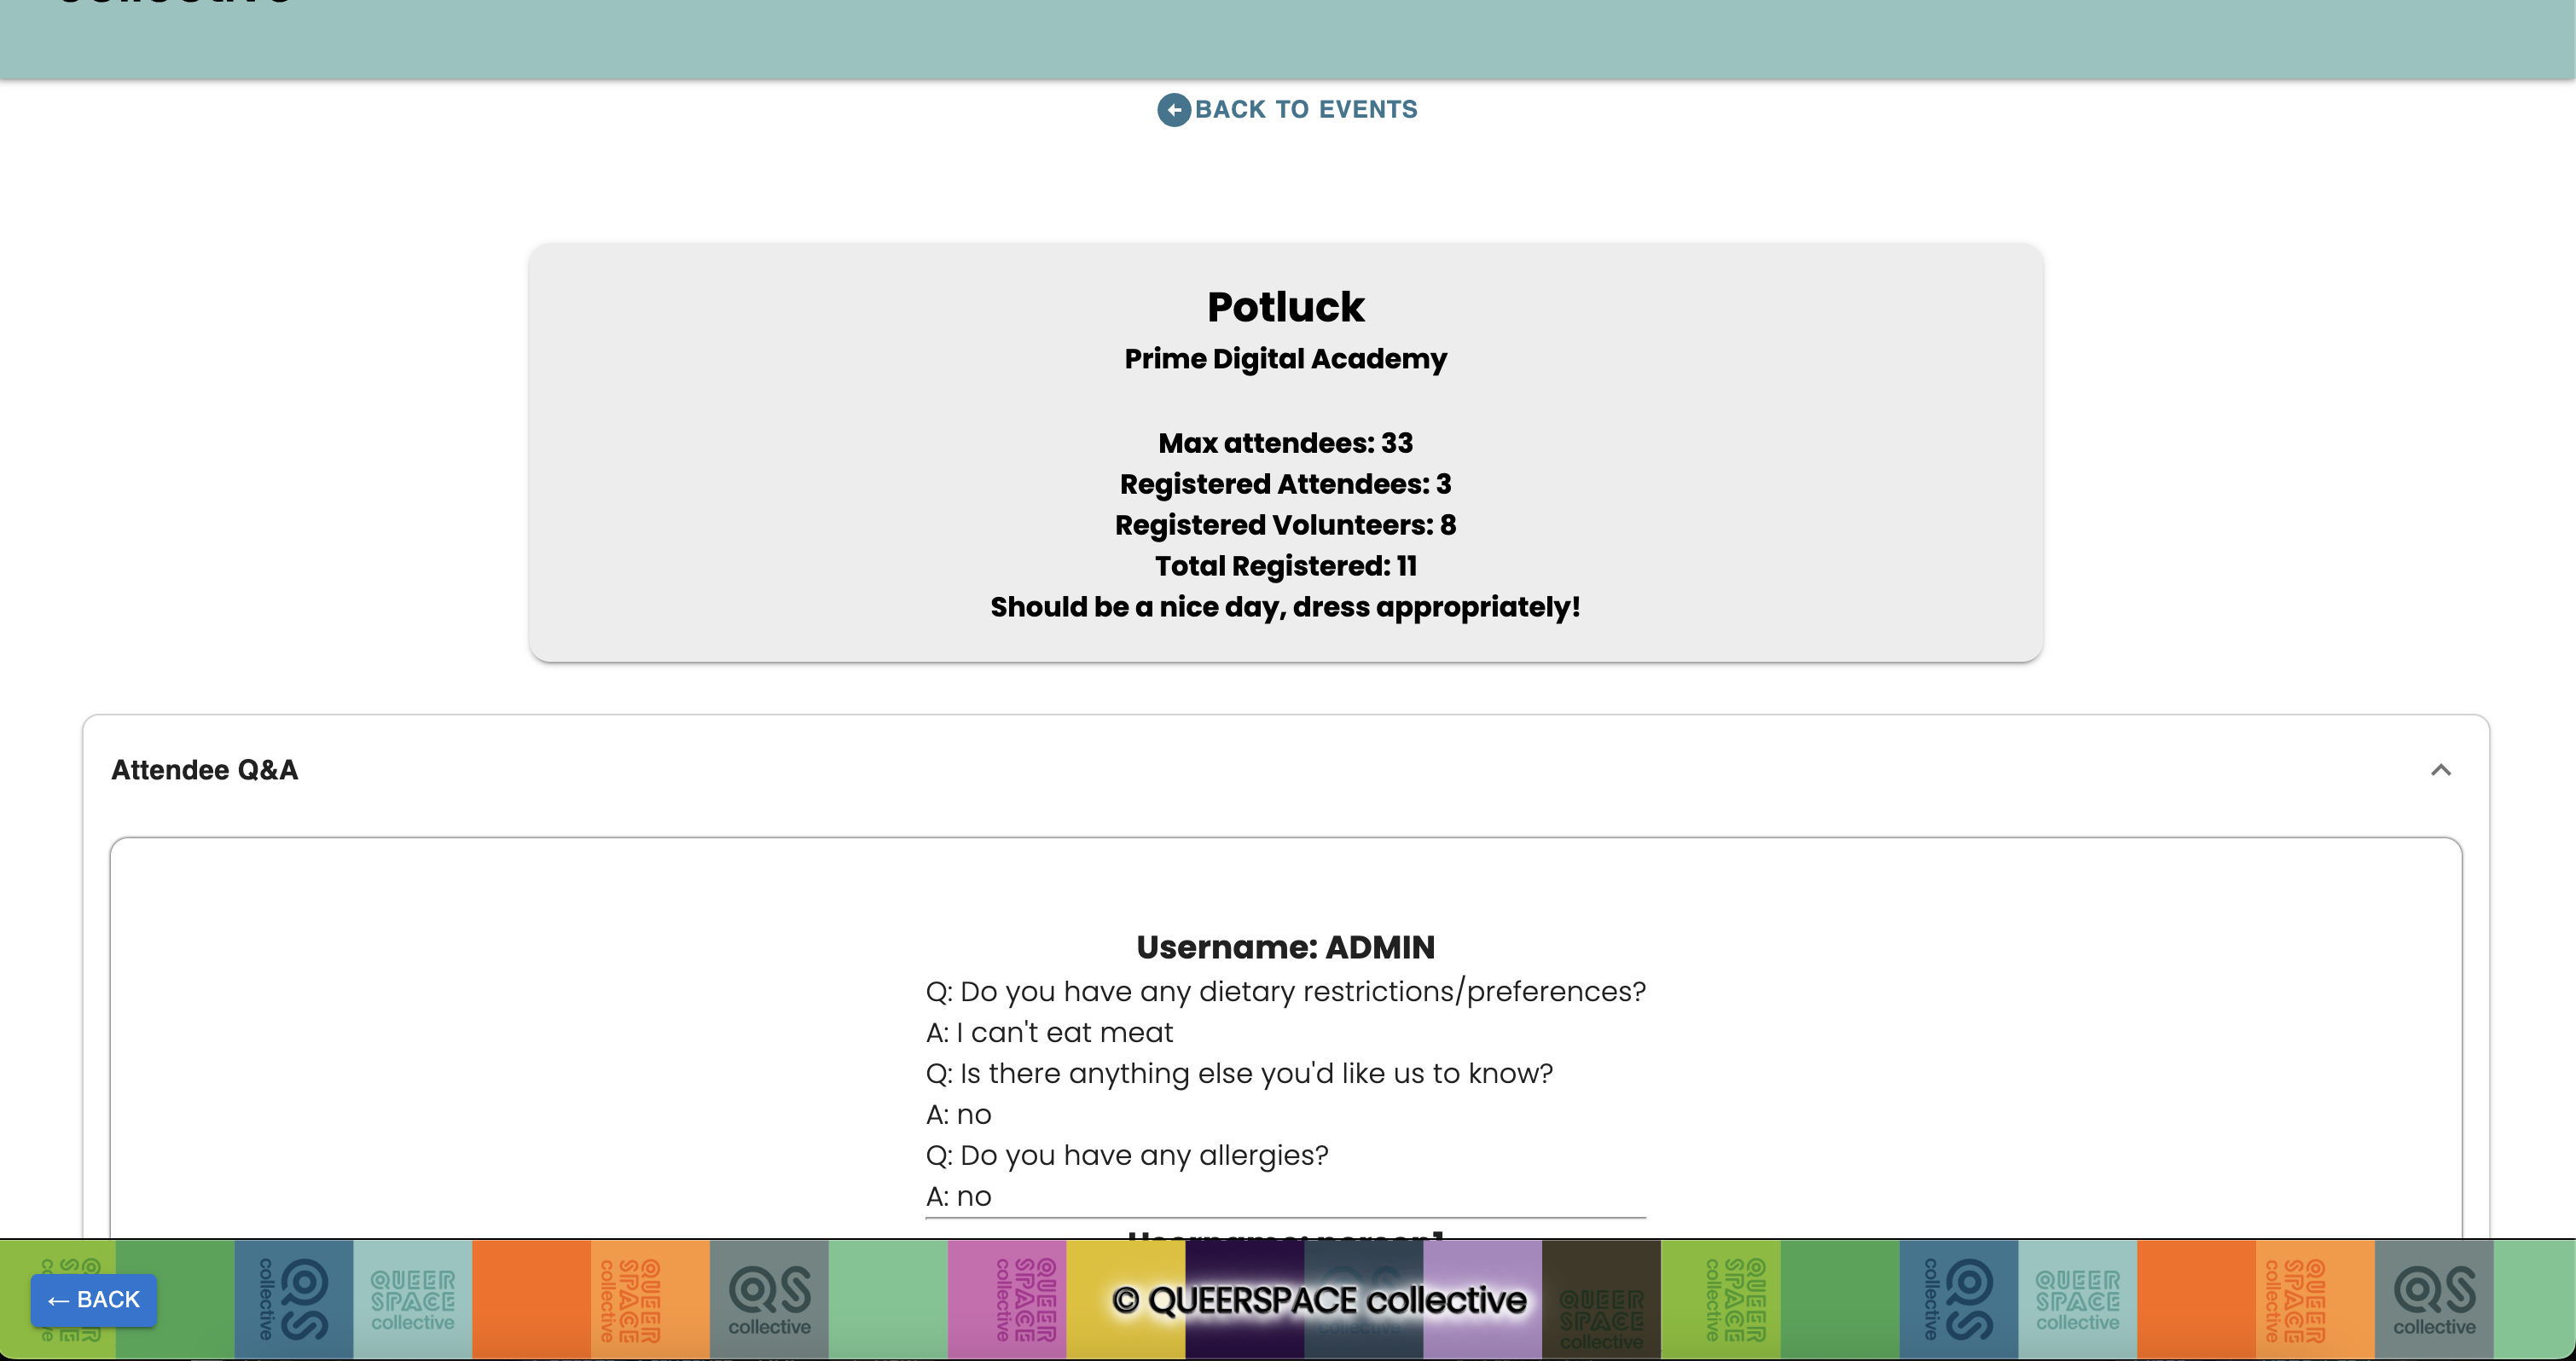 BACK TO EVENTS
Potluck
Prime Digital Academy
Max attendees: 33
Registered Attendees: 3
Registered Volunteers: 8
Total Registered: 11
Should be a nice day, dress appropriately!
Attendee Q&A
Username: ADMIN
Q: Do you have any dietary restrictions/preferences?
A: I can't eat meat
Q: Is there anything else you'd like us to know?
A: no
Q: Do you have any allergies?
A: no
Username: person1
← BACK
QS
collective
QUEER
SPACE
collective
QUEER
SPACE
collective
QS
collective
QUEER
SPACE
collective
© QUEERSPACE collective
QUEER
SPACE
collective
QUEER
SPACE
collective
QS
collective
QUEER
SPACE
collective
QUEER
SPACE
collective
QS
collective